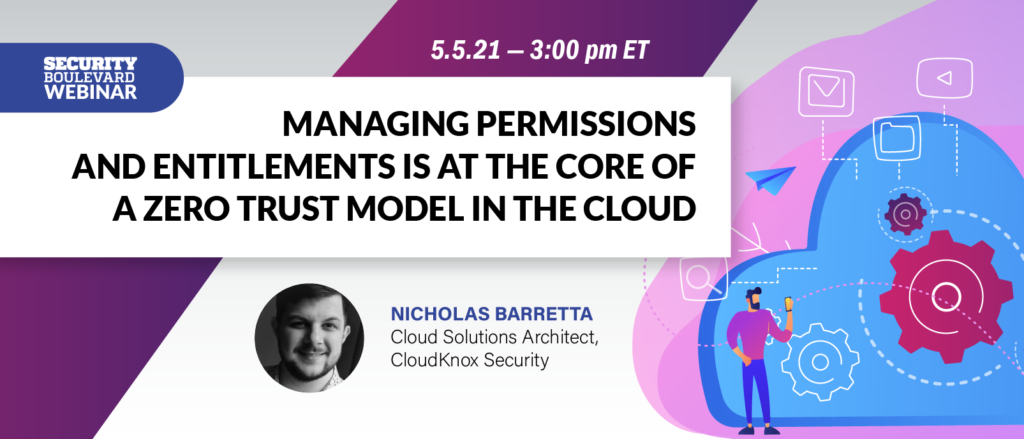 5.5.21 — 3:00 pm ET
SECURITY
BOULEVARD
WEBINAR
MANAGING PERMISSIONS
AND ENTITLEMENTS IS AT THE CORE OF
A ZERO TRUST MODEL IN THE CLOUD
NICHOLAS BARRETTA
Cloud Solutions Architect,
CloudKnox Security